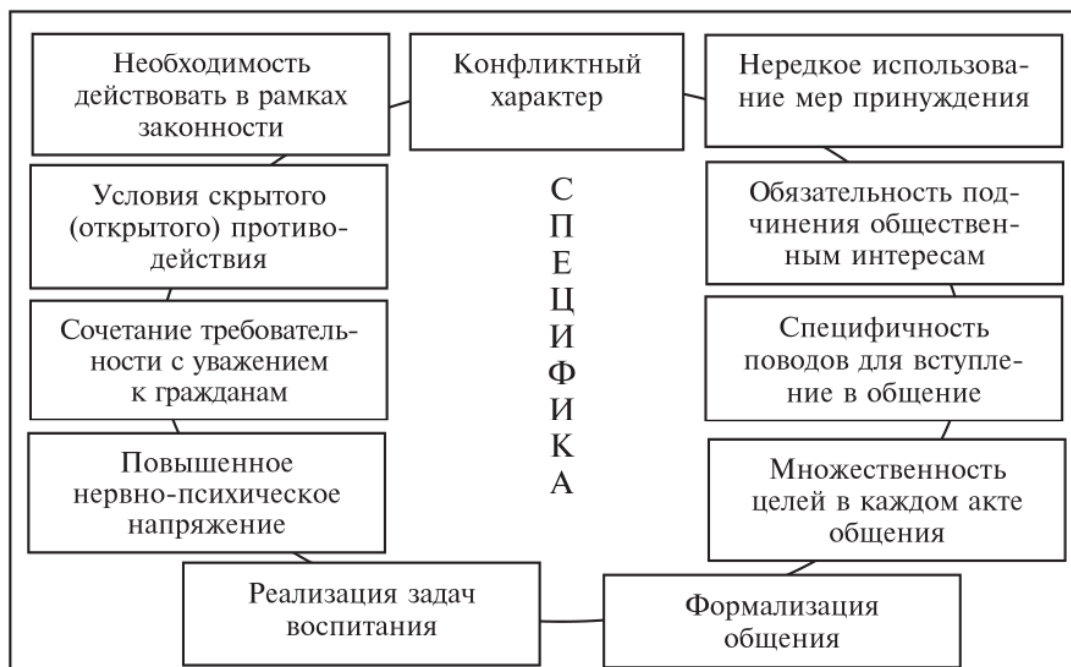 Необходимость
действовать в рамках
законности
Конфликтный
характер
Нередкое использова-
ние мер принуждения
Условия скрытого
(открытого) противо-
действия
С
П
Е
Ц
И
Ф
И
К
А
Обязательность под-
чинения обществен-
ным интересам
Сочетание требователь-
ности с уважением
к гражданам
Специфичность
поводов для вступле-
ние в общение
Повышенное
нервно-психическое
напряжение
Множественность
целей в каждом акте
общения
Реализация задач
воспитания
Формализация
общения